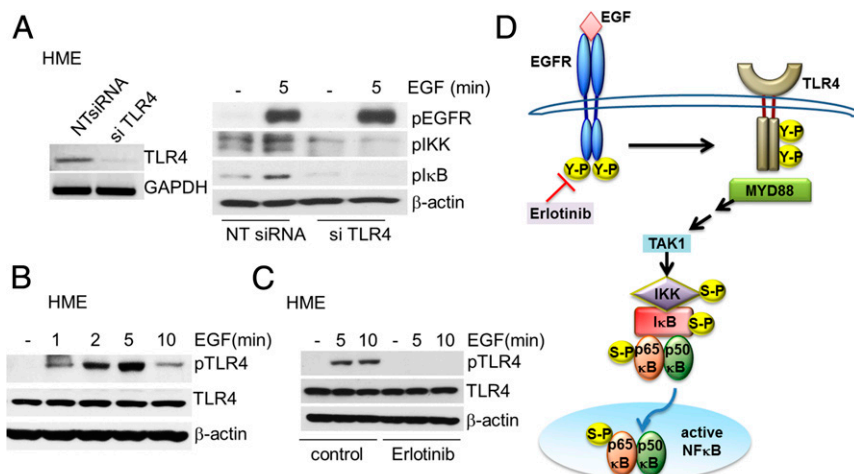 A
HME
NTsiRNA
si TLR4
TLR4
GAPDH
- 5 - 5 EGF (min)
pEGFR
pIKK
pIκB
β-actin
NT siRNA si TLR4
B
HME
- 1 2 5 10 EGF(min)
pTLR4
TLR4
β-actin
C
HME
- 5 10 - 5 10 EGF(min)
pTLR4
TLR4
β-actin
control Erlotinib
D
EGF
EGFR
TLR4
Y-P
Y-P
Y-P Y-P
Erlotinib
MYD88
TAK1
IKK S-P
IκB S-P
S-P p65 p50
κB κB
S-P p65 p50
κB κB
active
NFκB